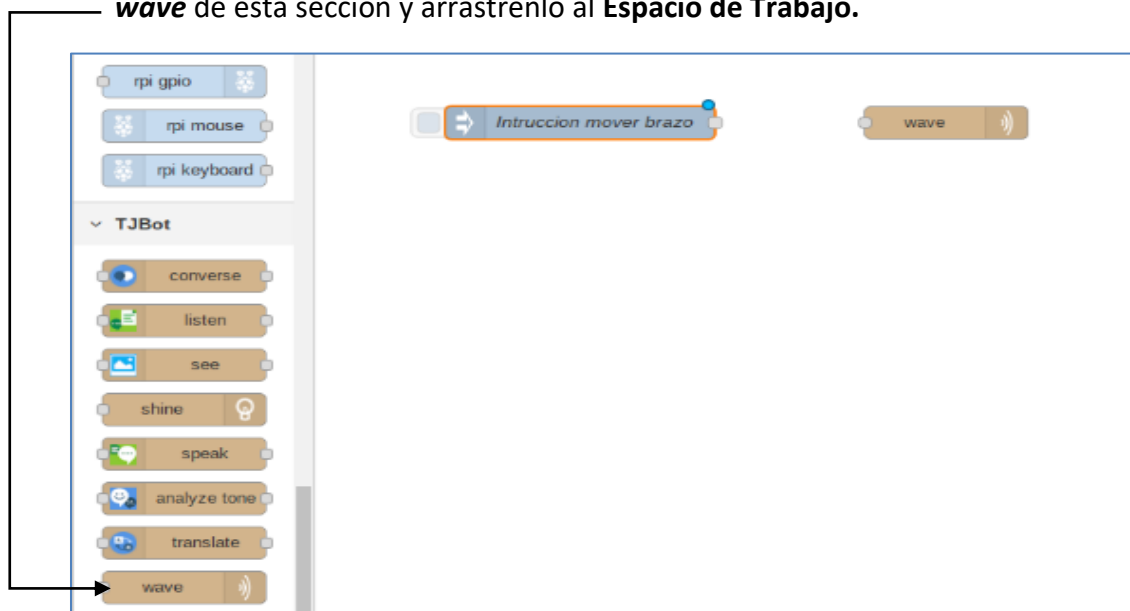 wave de esta sección y arrástrenlo al Espacio de Trabajo.
rpi gpio
rpi mouse
rpi keyboard
TJBot
converse
listen
see
shine
speak
analyze tone
translate
wave
Intruccion mover brazo
wave